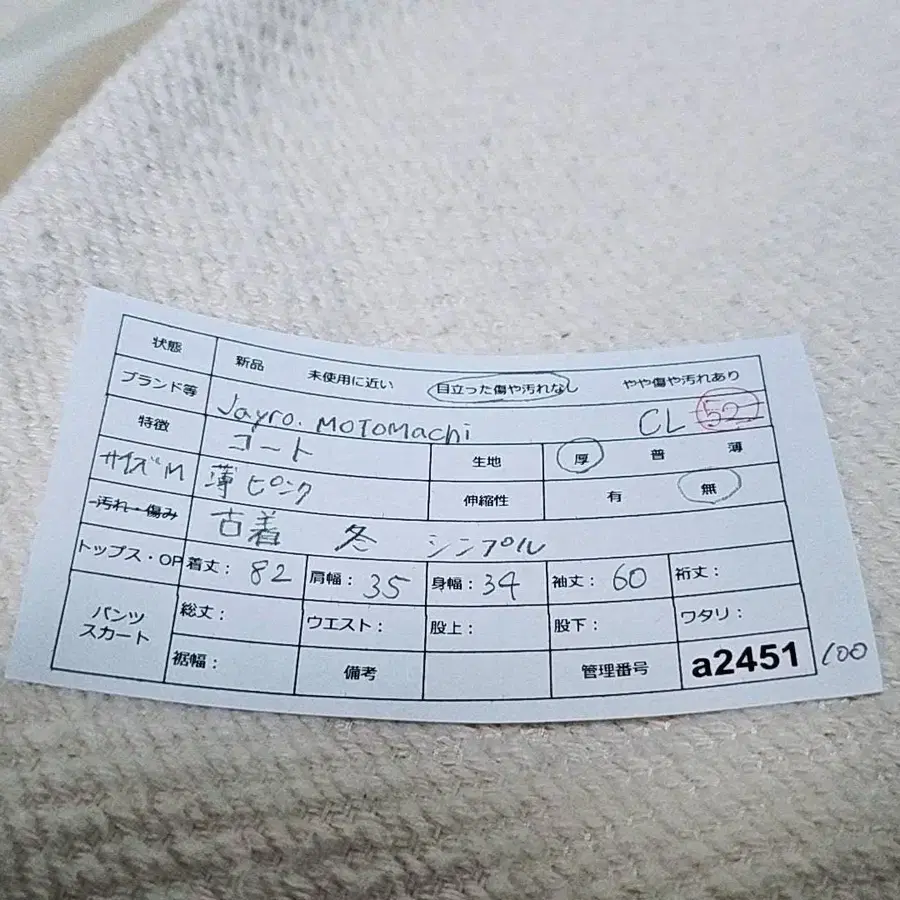 状態 新品 未使用に近い 目立った傷や汚れなし やや傷や汚れあり
ブランド等 Jayro. MOTOMachi CL 52
特徴 コート 生地 厚 普 薄
サイズM 薄ピンク 伸縮性 有 無
汚れ・傷み 古着 冬 シンプル
トップス・OP 着丈: 82 肩幅: 35 身幅: 34 袖丈: 60 裄丈:
パンツ スカート 総丈: ウエスト: 股上: 股下: ワタリ:
裾幅: 備考 管理番号 a2451 100